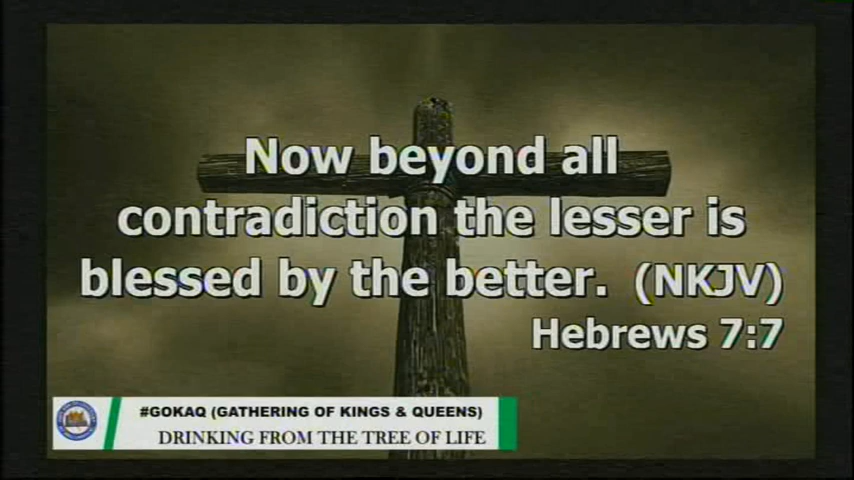 Now beyond all
contradiction the lesser is
blessed by the better. (NKJV)
Hebrews 7:7
#GOKAQ (GATHERING OF KINGS & QUEENS)
DRINKING FROM THE TREE OF LIFE